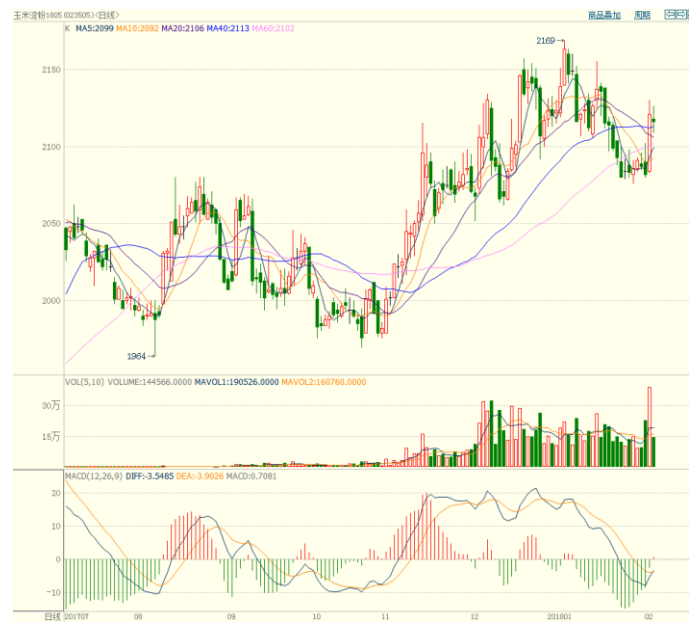 玉米淀粉1805(023505)<日线>
商品叠加 周期
K MA5:2099 MA10:2092 MA20:2106 MA40:2113 MA60:2102
2169→
2150
2100
2050
2000
1964→
VOL(5,10) VOLUME:144566.0000 MAVOL1:190526.0000 MAVOL2:160760.0000
30万
15万
MACD(12,26,9) DIFF:-3.5485 DEA:-3.9026 MACD:0.7081
20
10
0
-10
日线 201707 08 09 10 11 12 201801 02